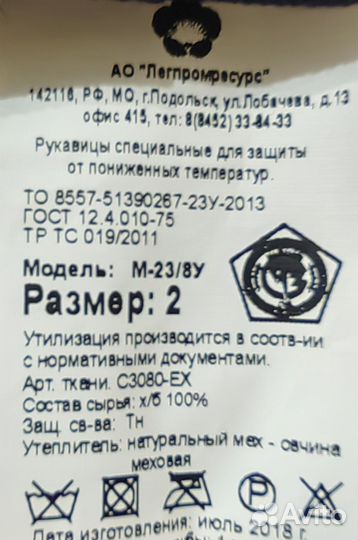 АО "Легпромресурс"
142116, РФ, МО, г.Подольск, ул.Лобачева, д.13
офис 415, тел: 8(8452) 33-84-33
Рукавицы специальные для защиты
от пониженных температур.
ТО 8557-51390267-23У-2013
ГОСТ 12.4.010-75
ТР ТС 019/2011
Модель: М-23/8У
Размер: 2
Утилизация производится в соотв-ии
с нормативными документами.
Арт. ткани. С3080-ЕХ
Состав сырья: х/б 100%
Защ. св-ва: Тн
Утеплитель: натуральный мех - овчина
меховая
P
Дата изготовления: июль 2018 г.
Avito